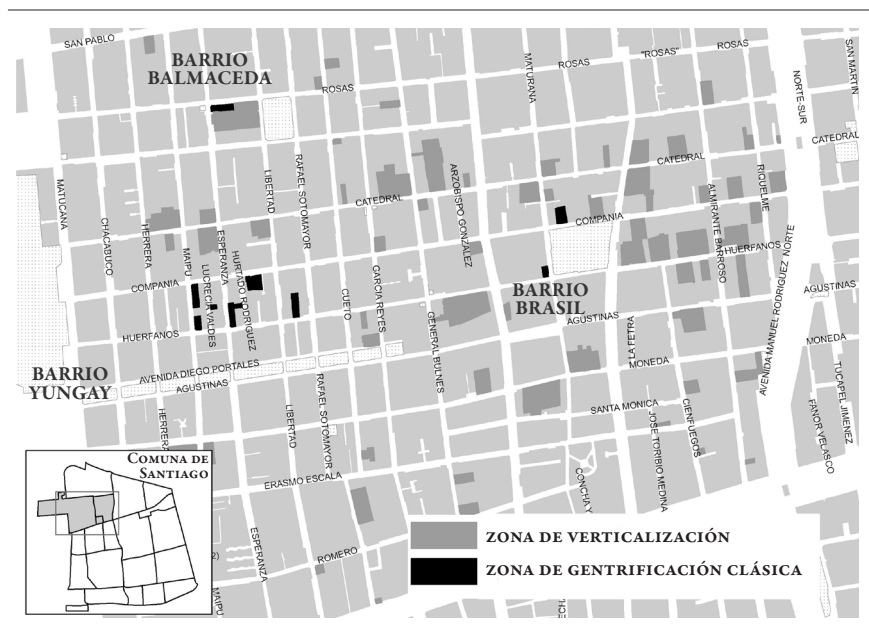 SAN PABLO
BARRIO
BALMACEDA
ROSAS
MATURANA
ROSAS
"ROSAS"
ROSAS
NORTE-SUR
SAN MARTIN
MATUCANA
CHACABUCO
HERRERA
MAIPU
LUCRECIA VALDES
ESPERANZA
HURTADO RODRIGUEZ
LIBERTAD
RAFAEL SOTOMAYOR
CATEDRAL
CUETO
GARCIA REYES
ARZOBISPO GONZALEZ
GENERAL BULNES
COMPANIA
CATEDRAL
ALMIRANTE BARROSO
RIQUELME
CATEDRAL
COMPANIA
HUERFANOS
HUERFANOS
BARRIO
BRASIL
AGUSTINAS
AGUSTINAS
AVENIDA MANUEL RODRIGUEZ NORTE
BARRIO
YUNGAY
AVENIDA DIEGO PORTALES
AGUSTINAS
LA FETRA
MONEDA
MONEDA
HERRERA
LIBERTAD
RAFAEL SOTOMAYOR
SANTA MONICA
JOSE TORIBIO MEDINA
CIENFUEGOS
FANOR VELASCO
TUCAPEL JIMENEZ
ERASMO ESCALA
CONCHA Y
COMUNA DE
SANTIAGO
ESPERANZA
ROMERO
MAIPU
2)
ZONA DE VERTICALIZACIÓN
ZONA DE GENTRIFICACIÓN CLÁSICA